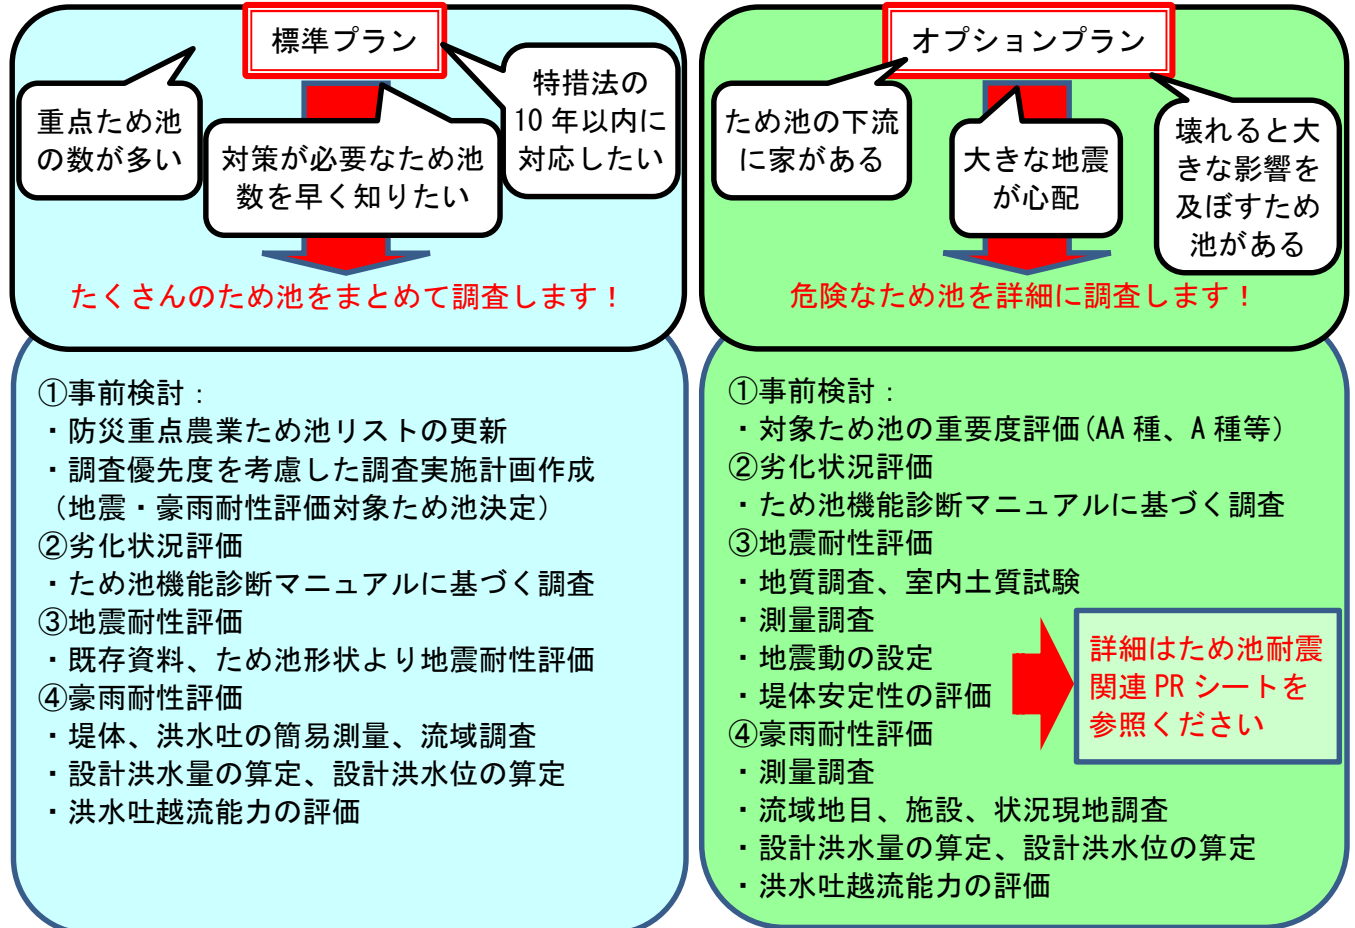 標準プラン
重点ため池
の数が多い
対策が必要なため池
数を早く知りたい
特措法の
10年以内に
対応したい
たくさんのため池をまとめて調査します！
①事前検討：
・防災重点農業ため池リストの更新
・調査優先度を考慮した調査実施計画作成
（地震・豪雨耐性評価対象ため池決定）
②劣化状況評価
・ため池機能診断マニュアルに基づく調査
③地震耐性評価
・既存資料、ため池形状より地震耐性評価
④豪雨耐性評価
・堤体、洪水吐の簡易測量、流域調査
・設計洪水量の算定、設計洪水位の算定
・洪水吐越流能力の評価
オプションプラン
ため池の下流
に家がある
大きな地震
が心配
壊れると大
きな影響を
及ぼすため
池がある
危険なため池を詳細に調査します！
①事前検討：
・対象ため池の重要度評価(AA種、A種等)
②劣化状況評価
・ため池機能診断マニュアルに基づく調査
③地震耐性評価
・地質調査、室内土質試験
・測量調査
・地震動の設定
・堤体安定性の評価
詳細はため池耐震
関連PRシートを
参照ください
④豪雨耐性評価
・測量調査
・流域地目、施設、状況現地調査
・設計洪水量の算定、設計洪水位の算定
・洪水吐越流能力の評価